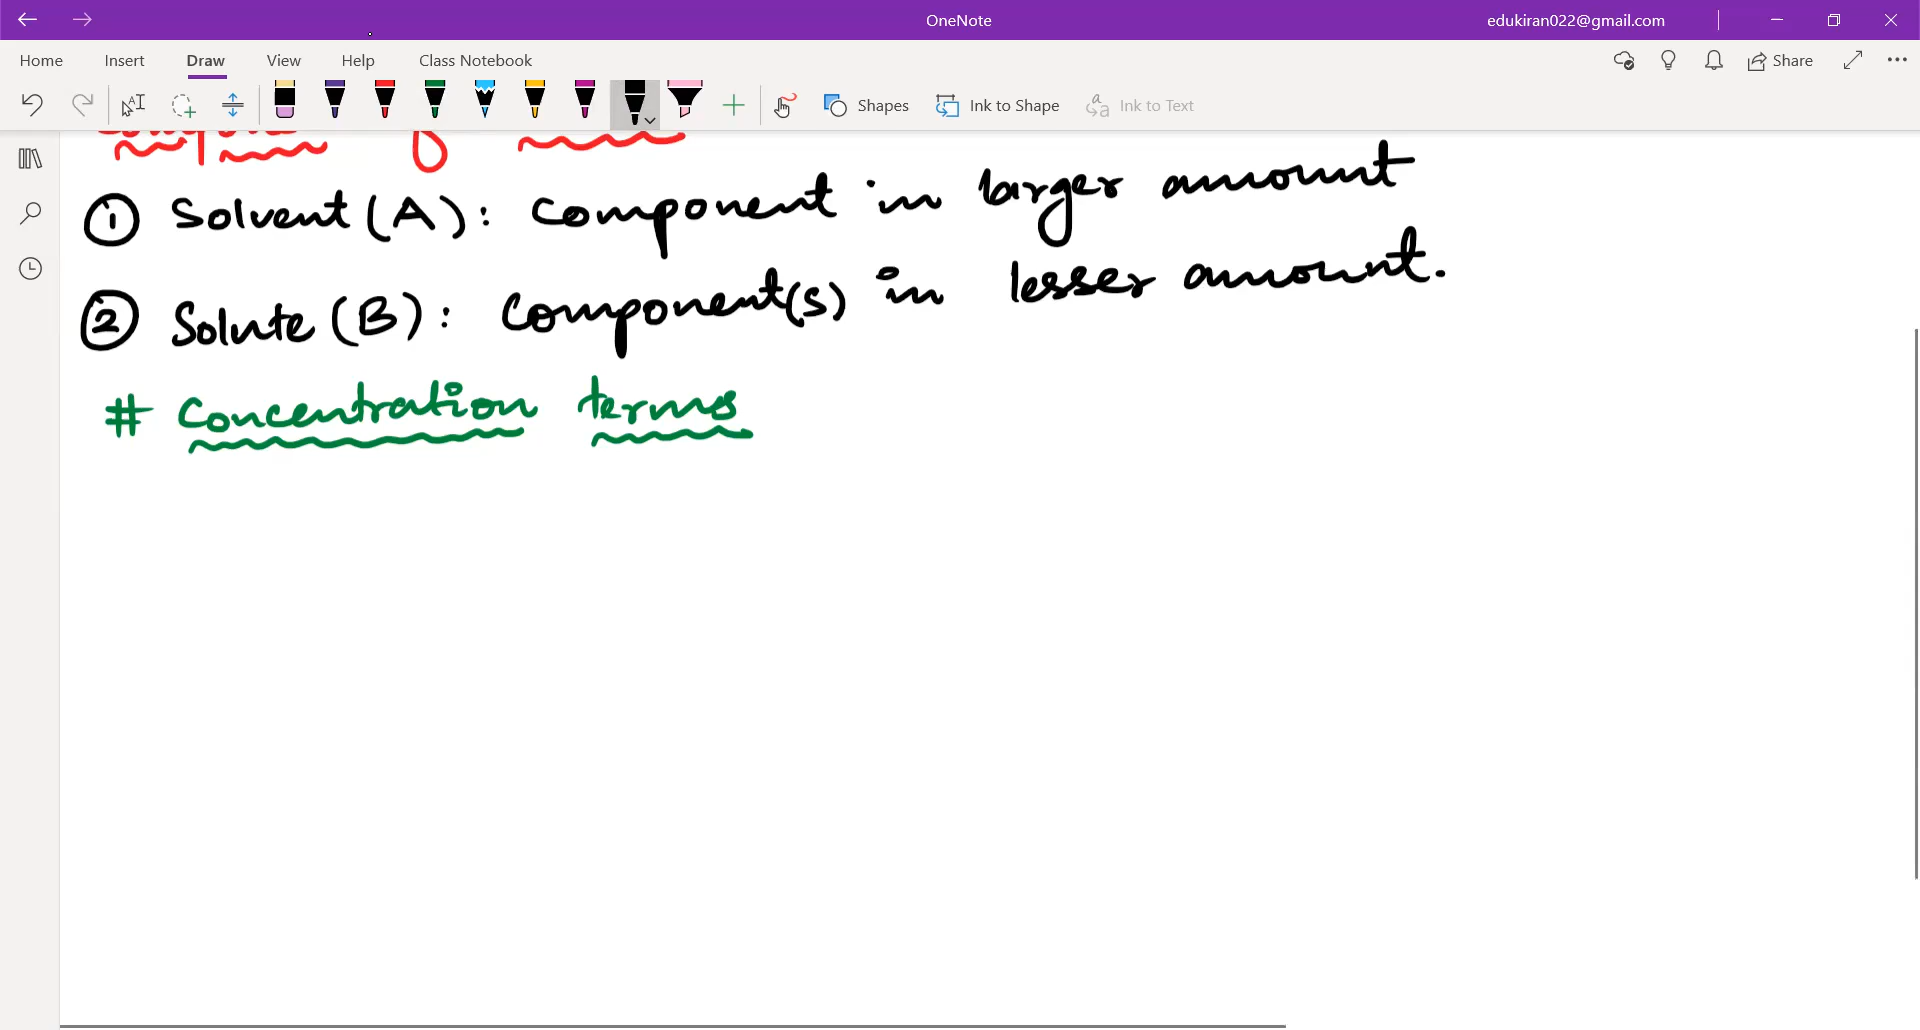 OneNote
edukiran022@gmail.com
Home Insert Draw View Help Class Notebook
Share
Shapes Ink to Shape Ink to Text
① Solvent (A): component in larger amount
② Solute (B): component(s) in lesser amount.
# Concentration terms